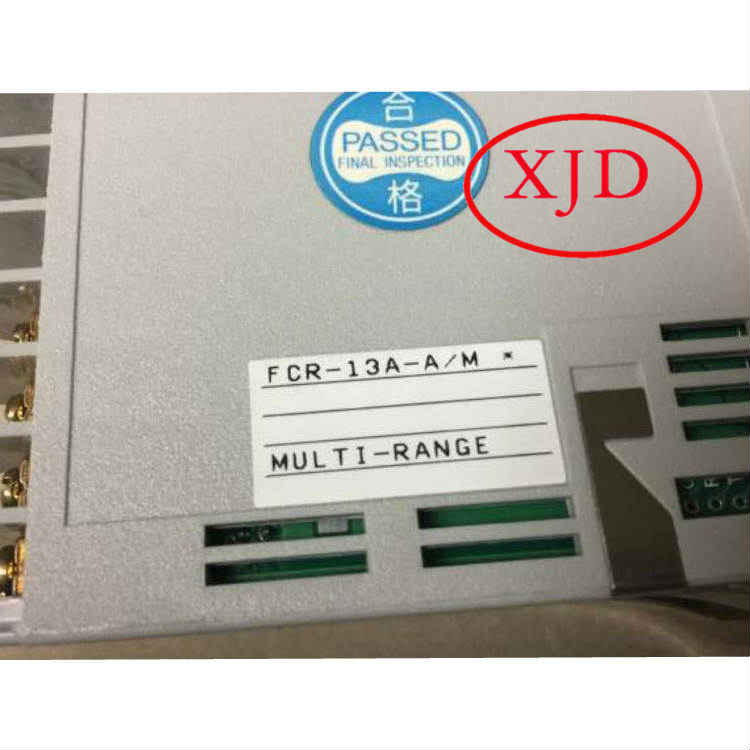 合
PASSED
FINAL INSPECTION
格
XJD
FCR-13A-A/M *
MULTI-RANGE